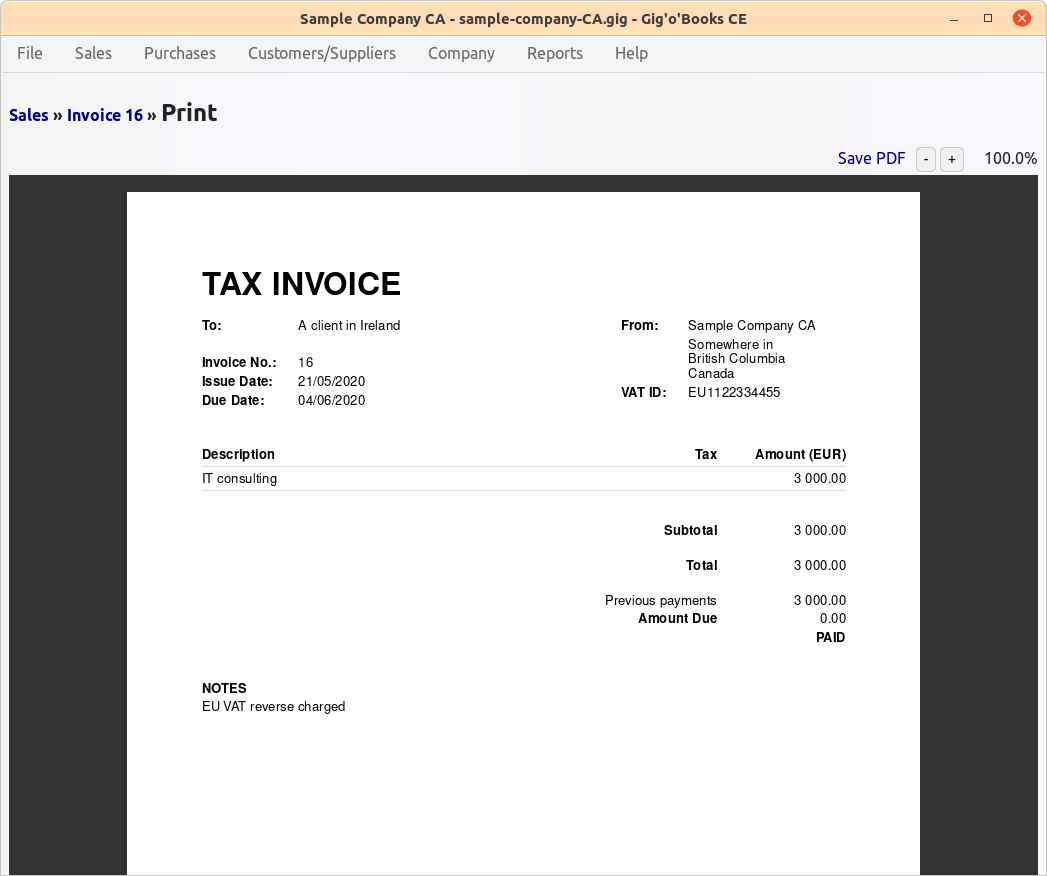 Sample Company CA - sample-company-CA.gig - Gig'o'Books CE
File Sales Purchases Customers/Suppliers Company Reports Help
Sales » Invoice 16 » Print
Save PDF - + 100.0%
TAX INVOICE
To: A client in Ireland From: Sample Company CA
Somewhere in
Invoice No.: 16 British Columbia
Issue Date: 21/05/2020 Canada
Due Date: 04/06/2020 VAT ID: EU1122334455
Description Tax Amount (EUR)
IT consulting 3 000.00
Subtotal 3 000.00
Total 3 000.00
Previous payments 3 000.00
Amount Due 0.00
PAID
NOTES
EU VAT reverse charged